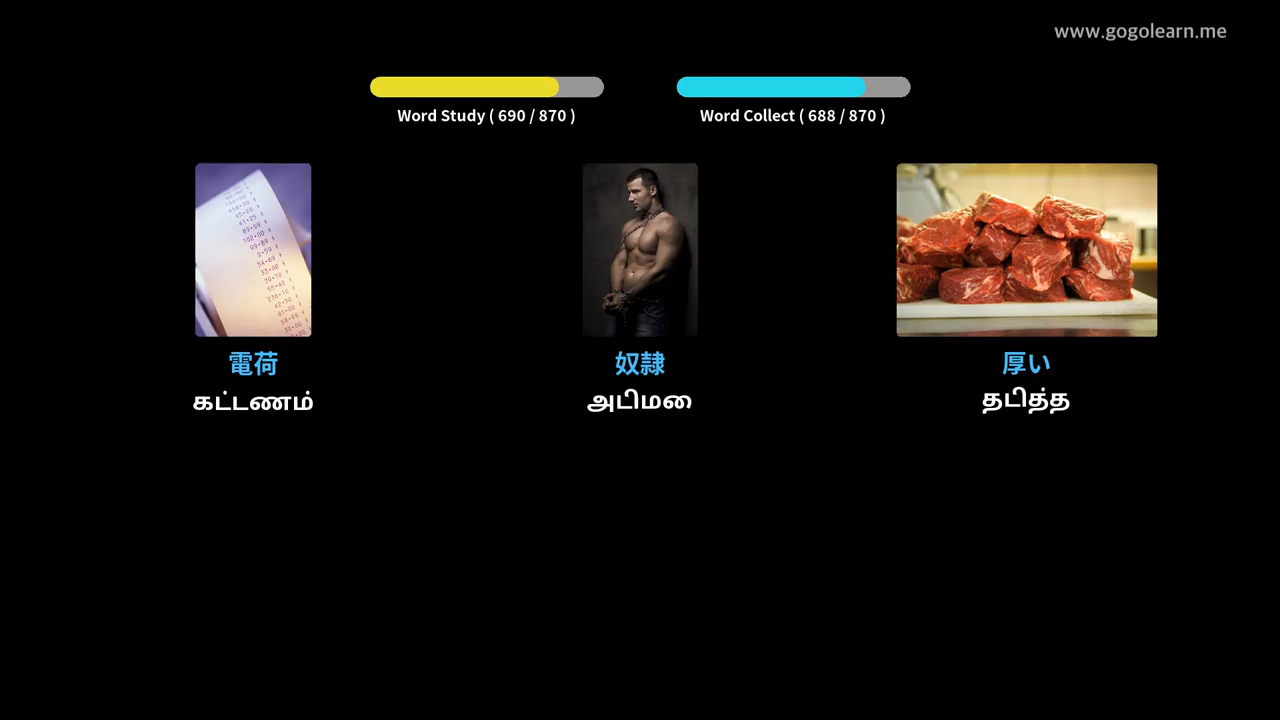 www.gogolearn.me
Word Study ( 690 / 870 )
Word Collect ( 688 / 870 )
電荷
奴隷
厚い
கட்டணம்
அடிமை
தடித்த